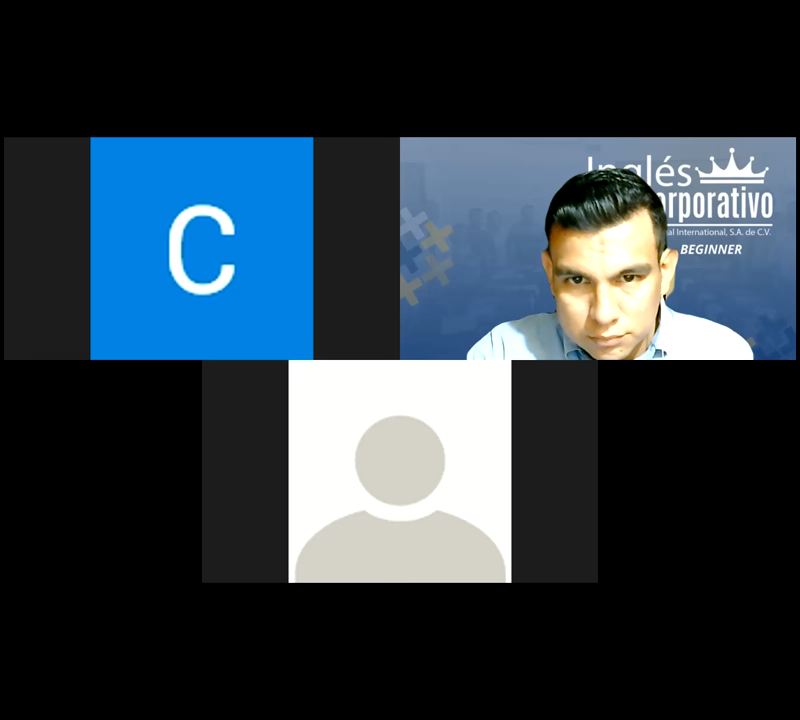 C
Inglés
orporativo
al International, S.A. de C.V.
BEGINNER